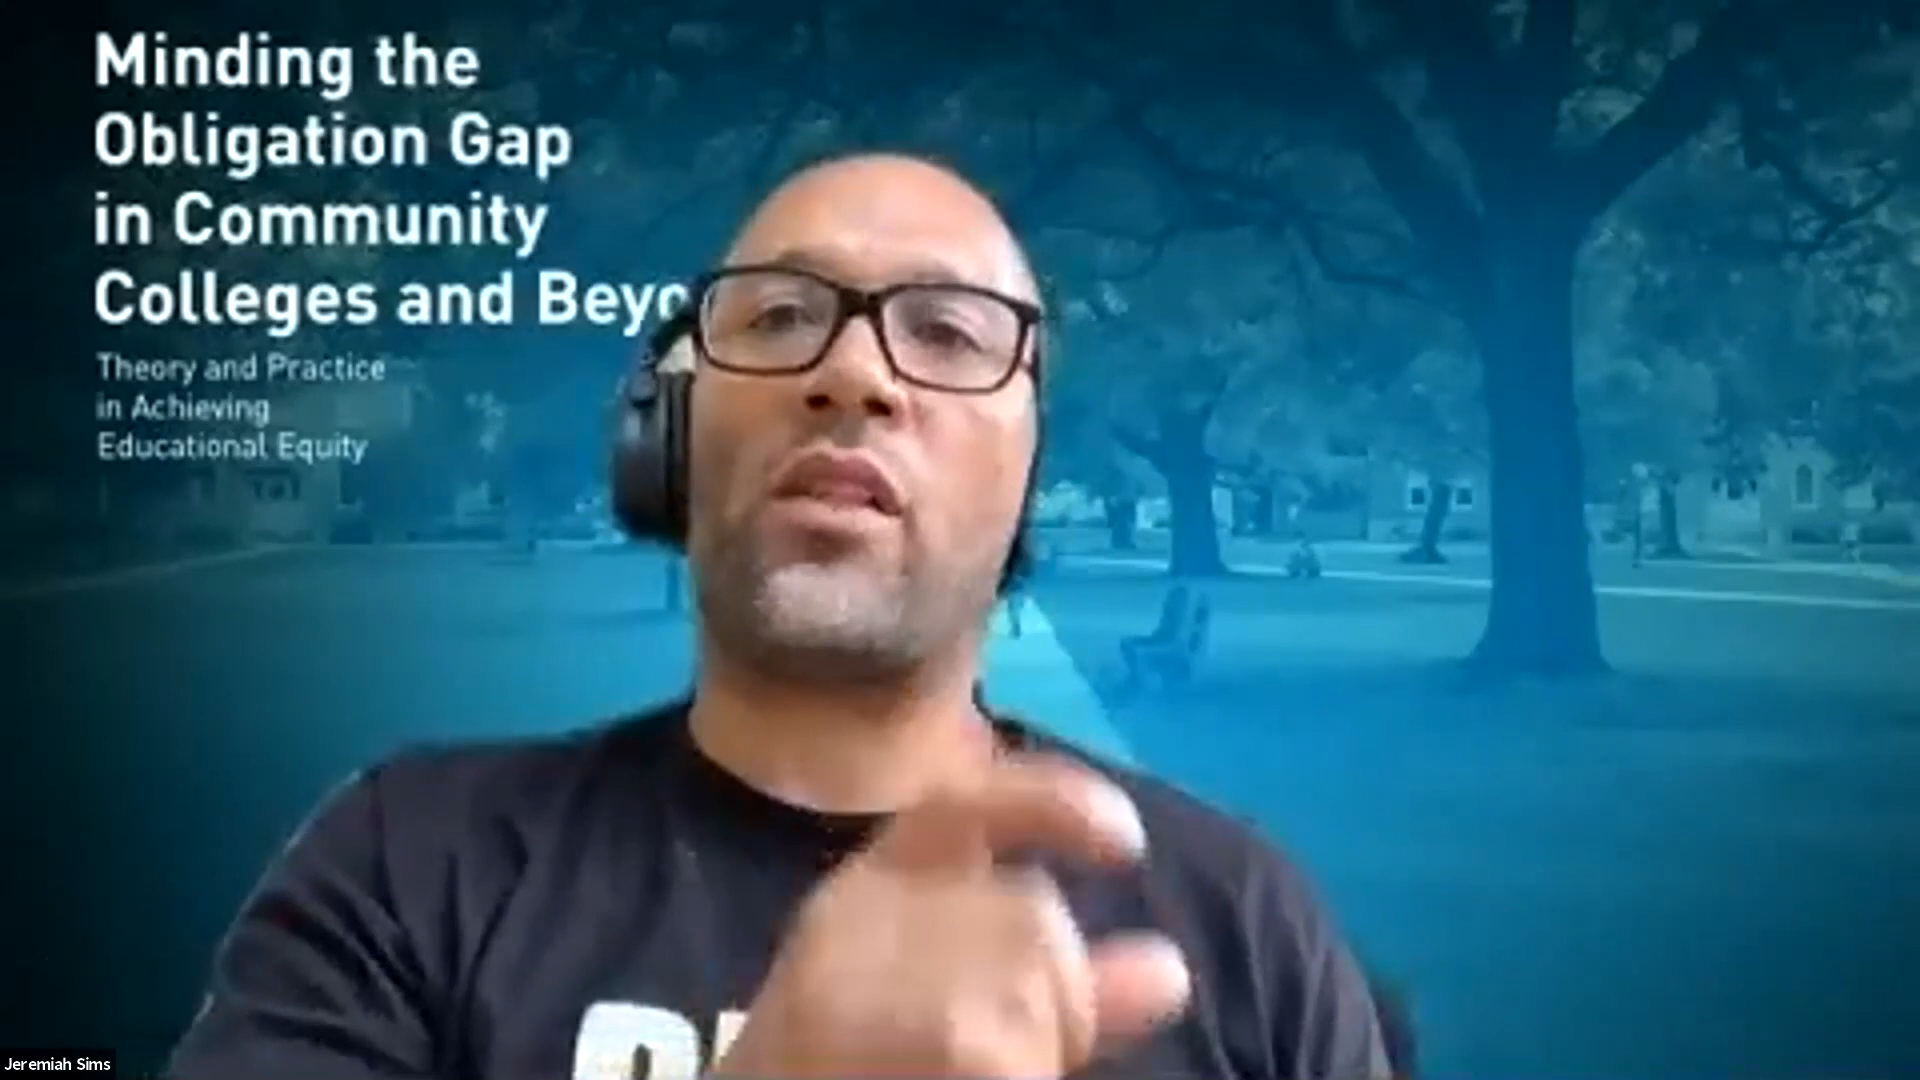 Minding the
Obligation Gap
in Community
Colleges and Beyo
Theory and Practice
in Achieving
Educational Equity
Jeremiah Sims